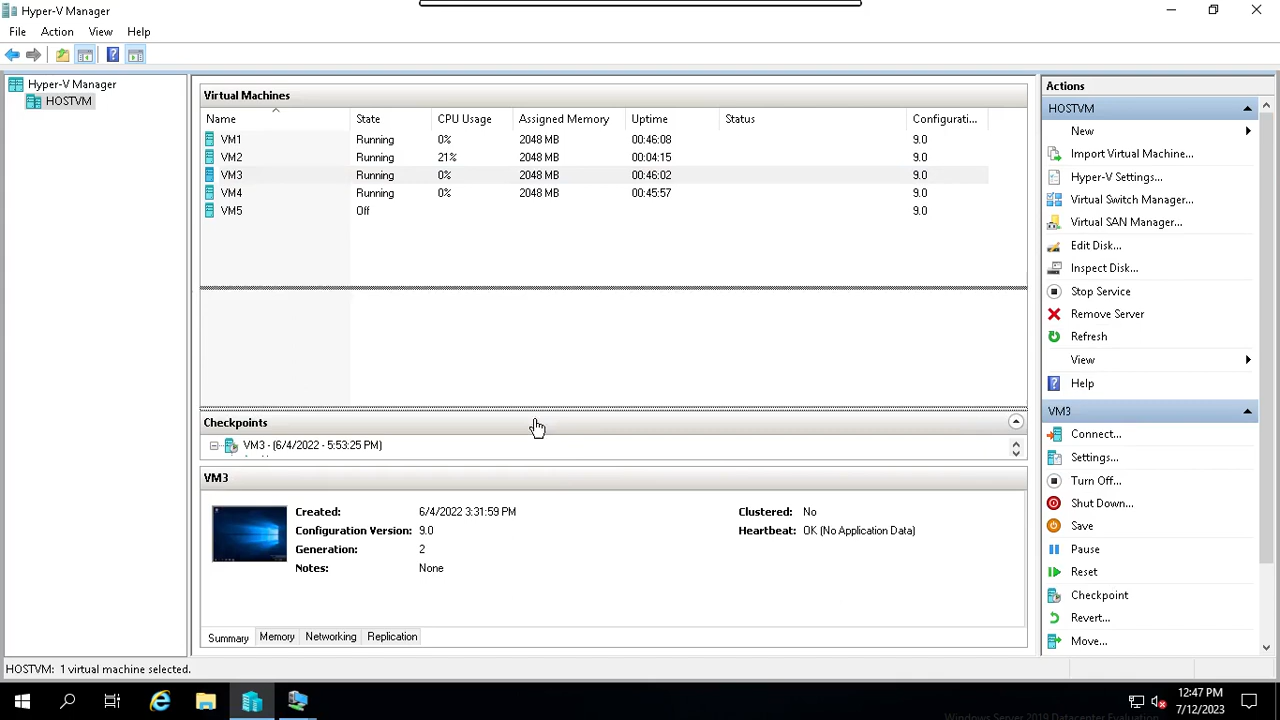 Hyper-V Manager
File Action View Help
Hyper-V Manager
HOSTVM
Virtual Machines
Name State CPU Usage Assigned Memory Uptime Status Configurati...
VM1 Running 0% 2048 MB 00:46:08 9.0
VM2 Running 21% 2048 MB 00:04:15 9.0
VM3 Running 0% 2048 MB 00:46:02 9.0
VM4 Running 0% 2048 MB 00:45:57 9.0
VM5 Off 9.0
Checkpoints
VM3 - (6/4/2022 - 5:53:25 PM)
VM3
Created: 6/4/2022 3:31:59 PM Clustered: No
Configuration Version: 9.0 Heartbeat: OK (No Application Data)
Generation: 2
Notes: None
Summary Memory Networking Replication
Actions
HOSTVM
New
Import Virtual Machine...
Hyper-V Settings...
Virtual Switch Manager...
Virtual SAN Manager...
Edit Disk...
Inspect Disk...
Stop Service
Remove Server
Refresh
View
Help
VM3
Connect...
Settings...
Turn Off...
Shut Down...
Save
Pause
Reset
Checkpoint
Revert...
Move...
HOSTVM: 1 virtual machine selected.
12:47 PM
7/12/2023
Windows Server 2019 Datacenter Evaluation